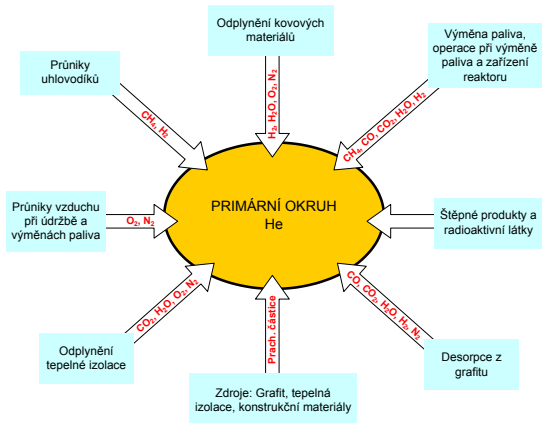 Odplynění kovových
materiálů
Výměna paliva,
operace při výměně
paliva a zařízení
reaktoru
Průniky
uhlovodíků
CH₄, H₂
H₂, H₂O, O₂, N₂
CH₄, CO, CO₂, H₂O, H₂
Průniky vzduchu
při údržbě a
výměnách paliva
O₂, N₂
PRIMÁRNÍ OKRUH
He
Štěpné produkty a
radioaktivní látky
CO₂, H₂O, O₂, N₂
Prach. částice
CO, CO₂, H₂O, H₂, N₂
Odplynění
tepelné izolace
Zdroje: Grafit, tepelná
izolace, konstrukční materiály
Desorpce z
grafitu